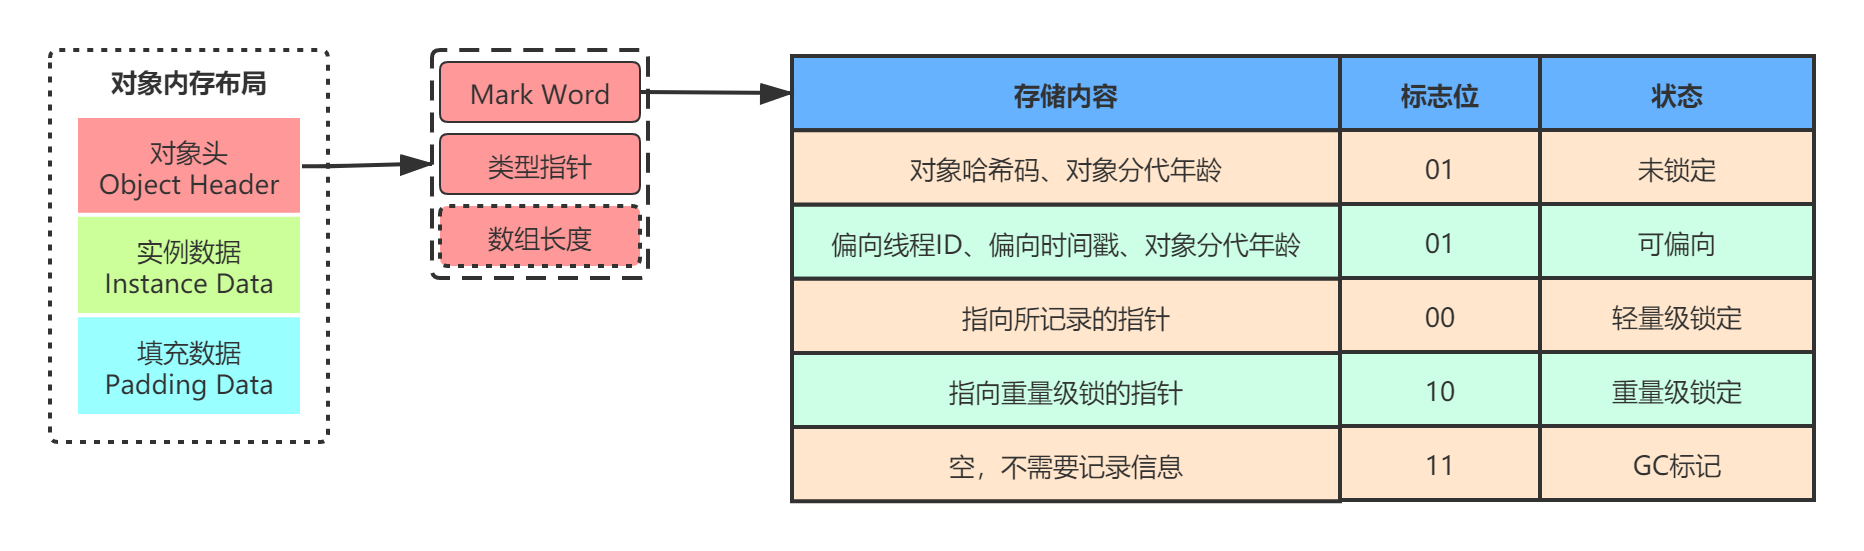 对象内存布局
对象头
Object Header
实例数据
Instance Data
填充数据
Padding Data
Mark Word
类型指针
数组长度
存储内容 标志位 状态
对象哈希码、对象分代年龄 01 未锁定
偏向线程ID、偏向时间戳、对象分代年龄 01 可偏向
指向所记录的指针 00 轻量级锁定
指向重量级锁的指针 10 重量级锁定
空，不需要记录信息 11 GC标记